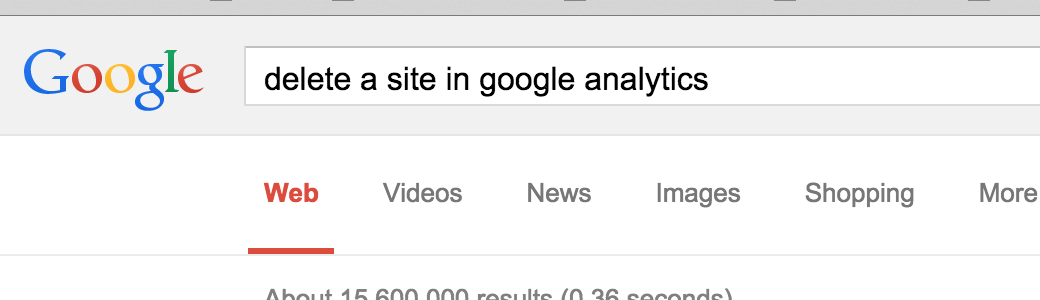 Google delete a site in google analytics
Web Videos News Images Shopping More
About 15,600,000 results (0.36 seconds)